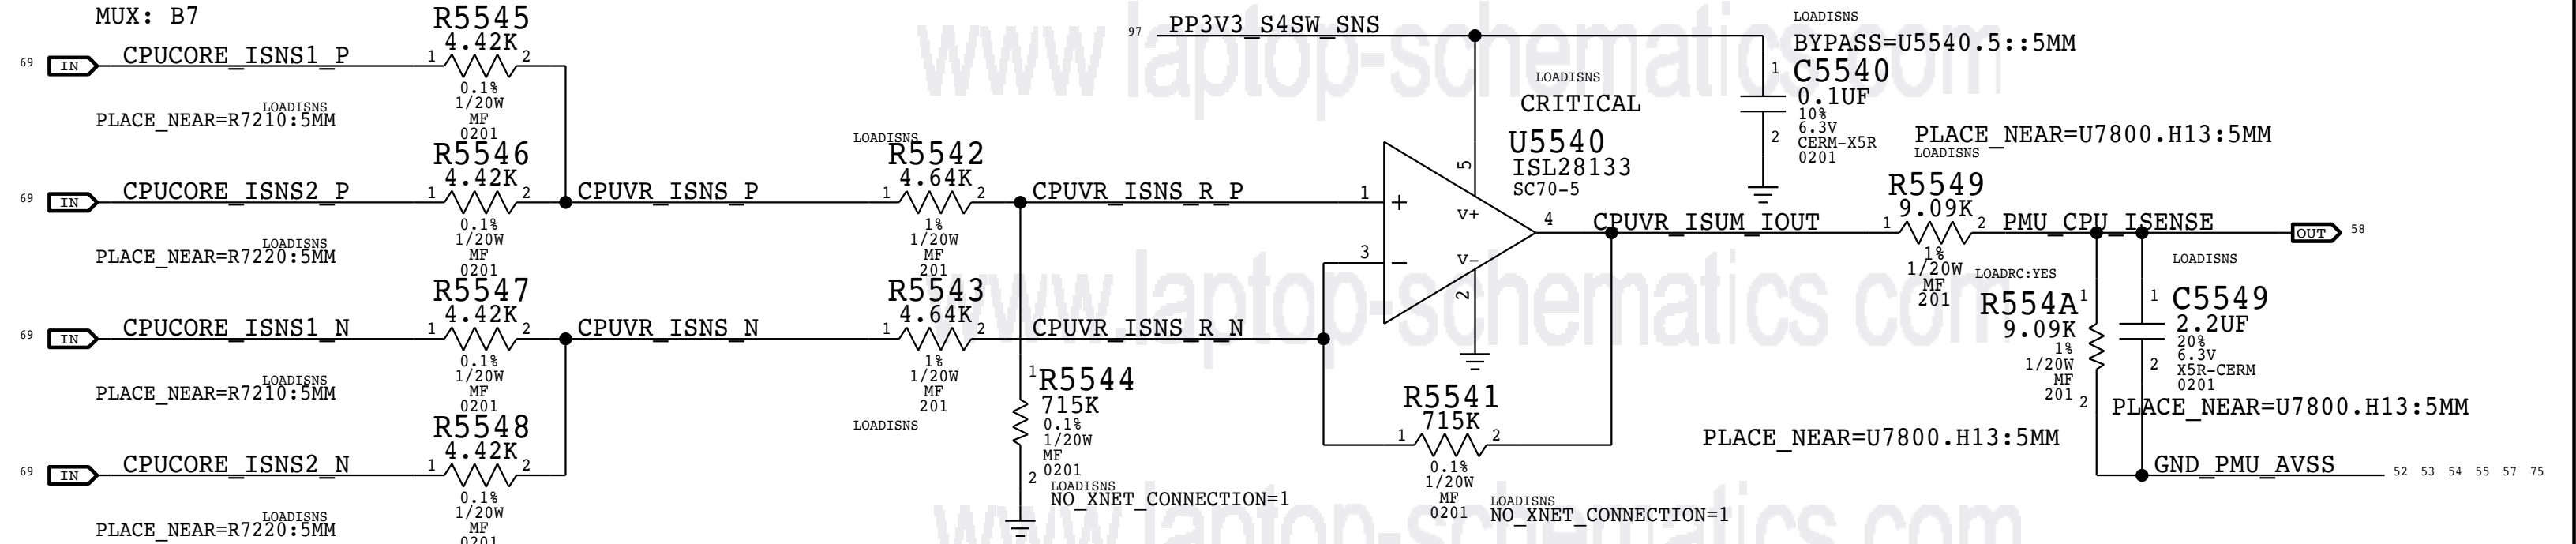 MUX: B7
69 IN CPUCORE_ISNS1_P 1 R5545 2
4.42K
0.1%
1/20W
MF
0201
LOADISNS
PLACE_NEAR=R7210:5MM
69 IN CPUCORE_ISNS2_P 1 R5546 2
4.42K
0.1%
1/20W
MF
0201
LOADISNS
PLACE_NEAR=R7220:5MM
69 IN CPUCORE_ISNS1_N 1 R5547 2
4.42K
0.1%
1/20W
MF
0201
LOADISNS
PLACE_NEAR=R7210:5MM
69 IN CPUCORE_ISNS2_N 1 R5548 2
4.42K
0.1%
1/20W
MF
0201
LOADISNS
PLACE_NEAR=R7220:5MM
CPUVR_ISNS_P
LOADISNS
1 R5542 2
4.64K
1%
1/20W
MF
201
CPUVR_ISNS_R_P
CPUVR_ISNS_N
1 R5543 2
4.64K
1%
1/20W
MF
201
LOADISNS
CPUVR_ISNS_R_N
1 R5544
715K
0.1%
1/20W
MF
0201
2
LOADISNS
NO_XNET_CONNECTION=1
97 PP3V3_S4SW_SNS
LOADISNS
CRITICAL
U5540
ISL28133
SC70-5
1 +
3 −
5
V+
V−
2
4
R5541
715K
1 2
0.1%
1/20W
MF
0201
LOADISNS
NO_XNET_CONNECTION=1
LOADISNS
BYPASS=U5540.5::5MM
1 C5540
0.1UF
10%
6.3V
2
CERM-X5R
0201
PLACE_NEAR=U7800.H13:5MM
LOADISNS
CPUVR_ISUM_IOUT
1 R5549 2
9.09K
1%
1/20W
MF
201
PMU_CPU_ISENSE
OUT 58
LOADRC:YES
R554A 1
9.09K
1%
1/20W
MF
201 2
PLACE_NEAR=U7800.H13:5MM
LOADISNS
1 C5549
2.2UF
20%
6.3V
2 X5R-CERM
0201
PLACE_NEAR=U7800.H13:5MM
GND_PMU_AVSS 52 53 54 55 57 75
www.laptop-schematics.com
www.laptop-schematics com
www.laptop-schematics.com